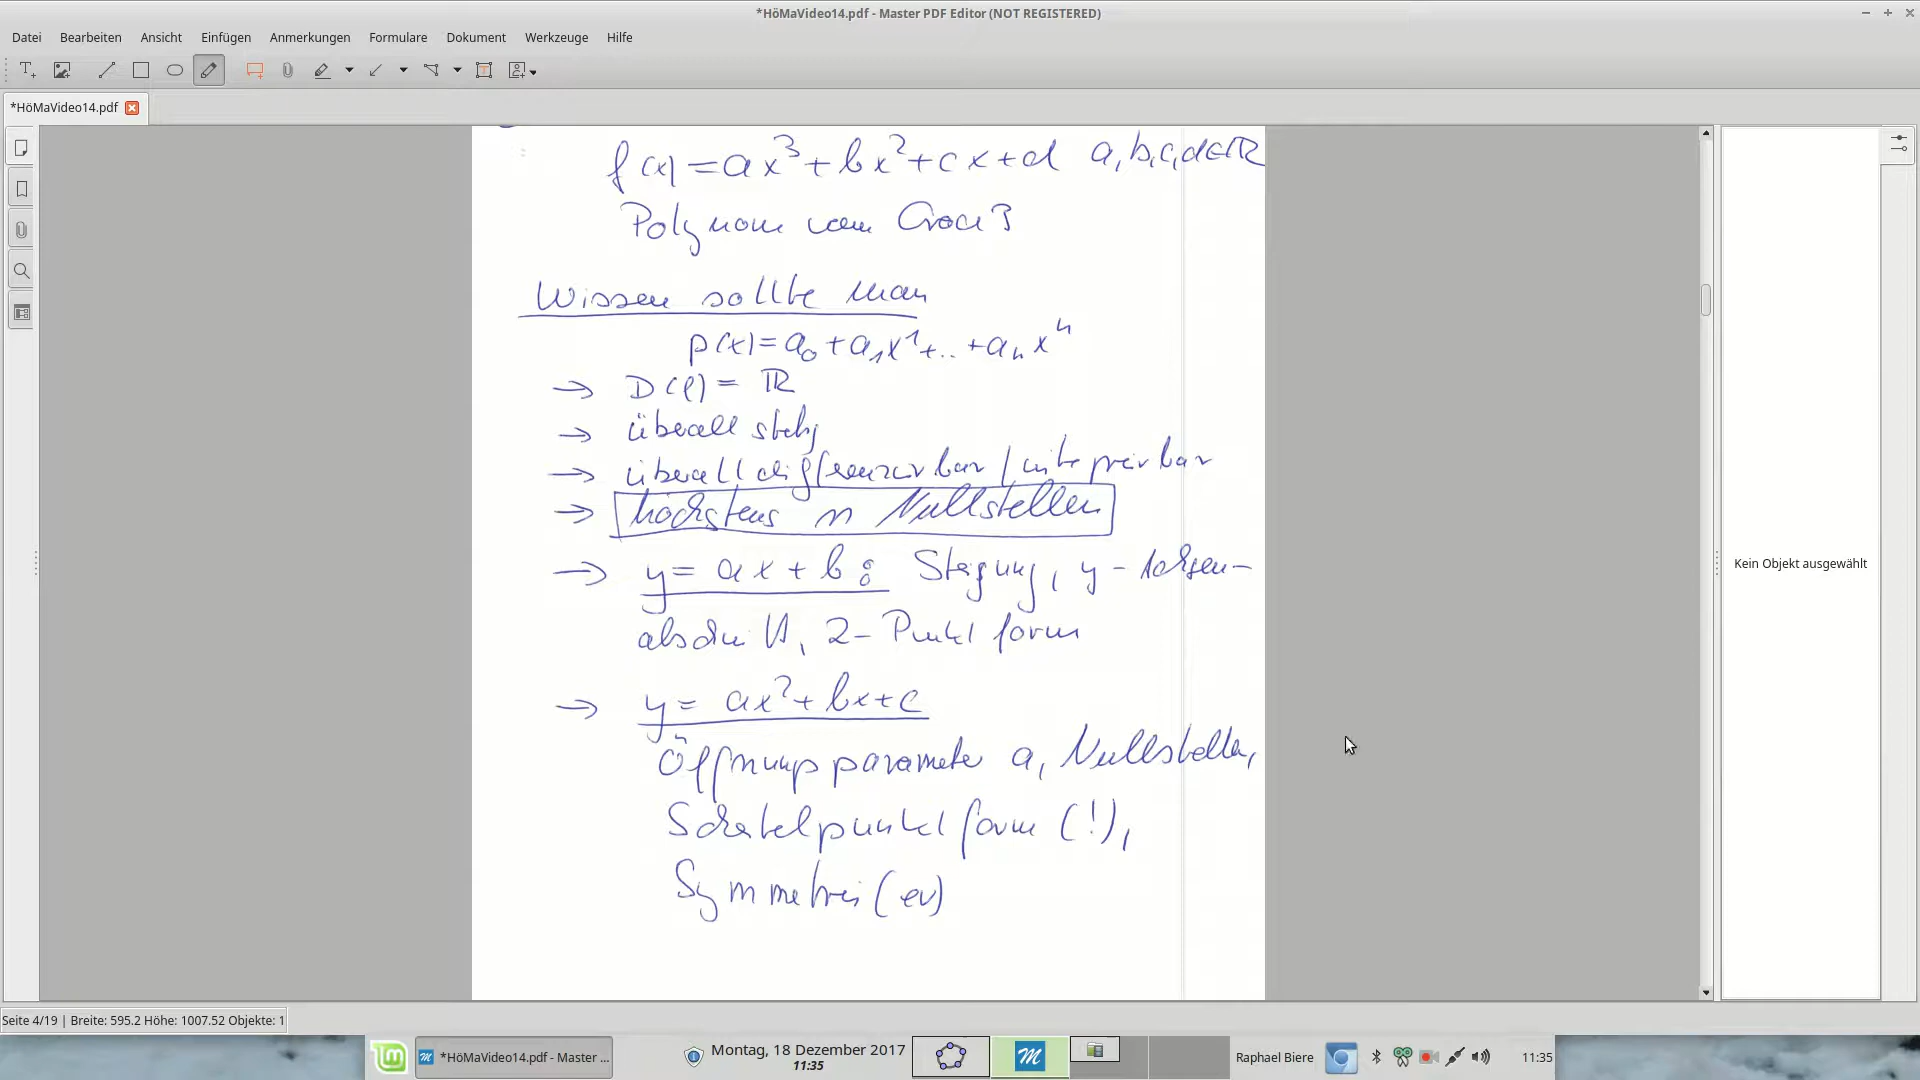 *HöMaVideo14.pdf - Master PDF Editor (NOT REGISTERED)
Datei Bearbeiten Ansicht Einfügen Anmerkungen Formulare Dokument Werkzeuge Hilfe
*HöMaVideo14.pdf
f(x) = ax³ + bx² + cx + d a, b, c, d ∈ ℝ
Polynom vom Grad 3
Wissen sollte man
p(x) = a₀ + a₁x¹ + .. + aₙxⁿ
→ D(f) = ℝ
→ überall stetig
→ überall differenzierbar / integrierbar
→ höchstens n Nullstellen
→ y = ax + b : Steigung, y - Achsen-
abschnitt, 2 - Punkt form
→ y = ax² + bx + c
Öffnungsparameter a, Nullstellen,
Scheitelpunktform (!),
Symmetrie (ev)
Kein Objekt ausgewählt
Seite 4/19 | Breite: 595.2 Höhe: 1007.52 Objekte: 1
*HöMaVideo14.pdf - Master ...
Montag, 18 Dezember 2017
11:35
Raphael Biere
11:35